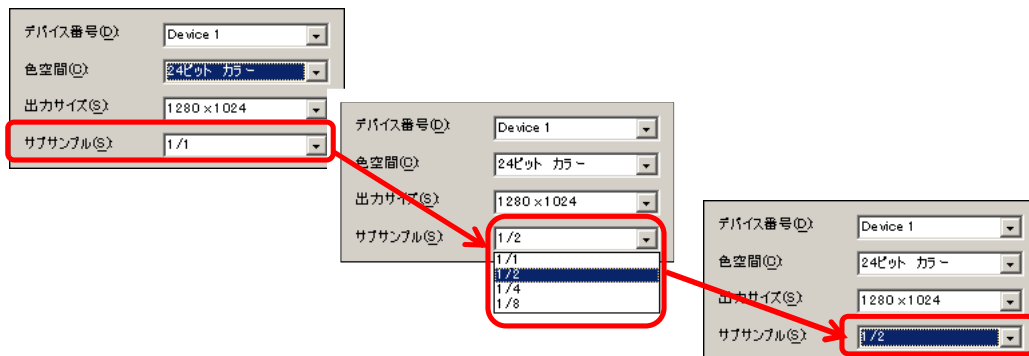 デバイス番号(D): Device 1
色空間(C): 24ビット カラー
出力サイズ(S): 1280×1024
サブサンプル(S): 1/1
デバイス番号(D): Device 1
色空間(C): 24ビット カラー
出力サイズ(S): 1280×1024
サブサンプル(S): 1/2
1/1
1/2
1/4
1/8
デバイス番号(D): Device 1
色空間(C): 24ビット カラー
出力サイズ(S): 1280×1024
サブサンプル(S): 1/2